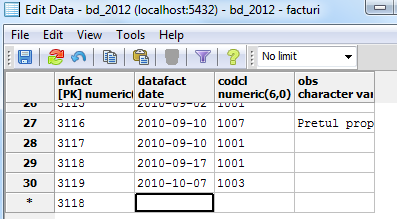 Edit Data - bd_2012 (localhost:5432) - bd_2012 - facturi
File Edit View Tools Help
No limit
nrfact datafact codcl obs
[PK] numeric( date numeric(6,0) character var
26 3115 2010-09-02 1001
27 3116 2010-09-10 1007 Pretul prop
28 3117 2010-09-10 1001
29 3118 2010-09-17 1001
30 3119 2010-10-07 1003
* 3118